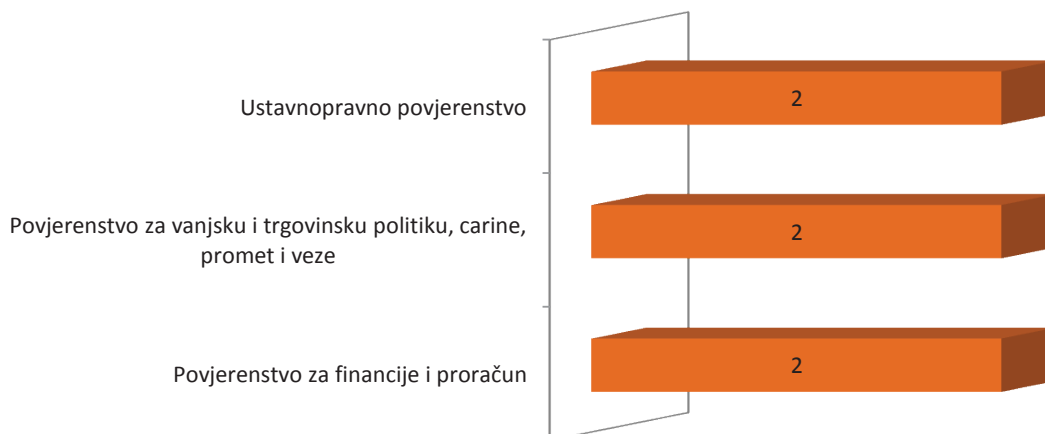 Ustavnopravno povjerenstvo
2
Povjerenstvo za vanjsku i trgovinsku politiku, carine,
promet i veze
2
Povjerenstvo za financije i proračun
2